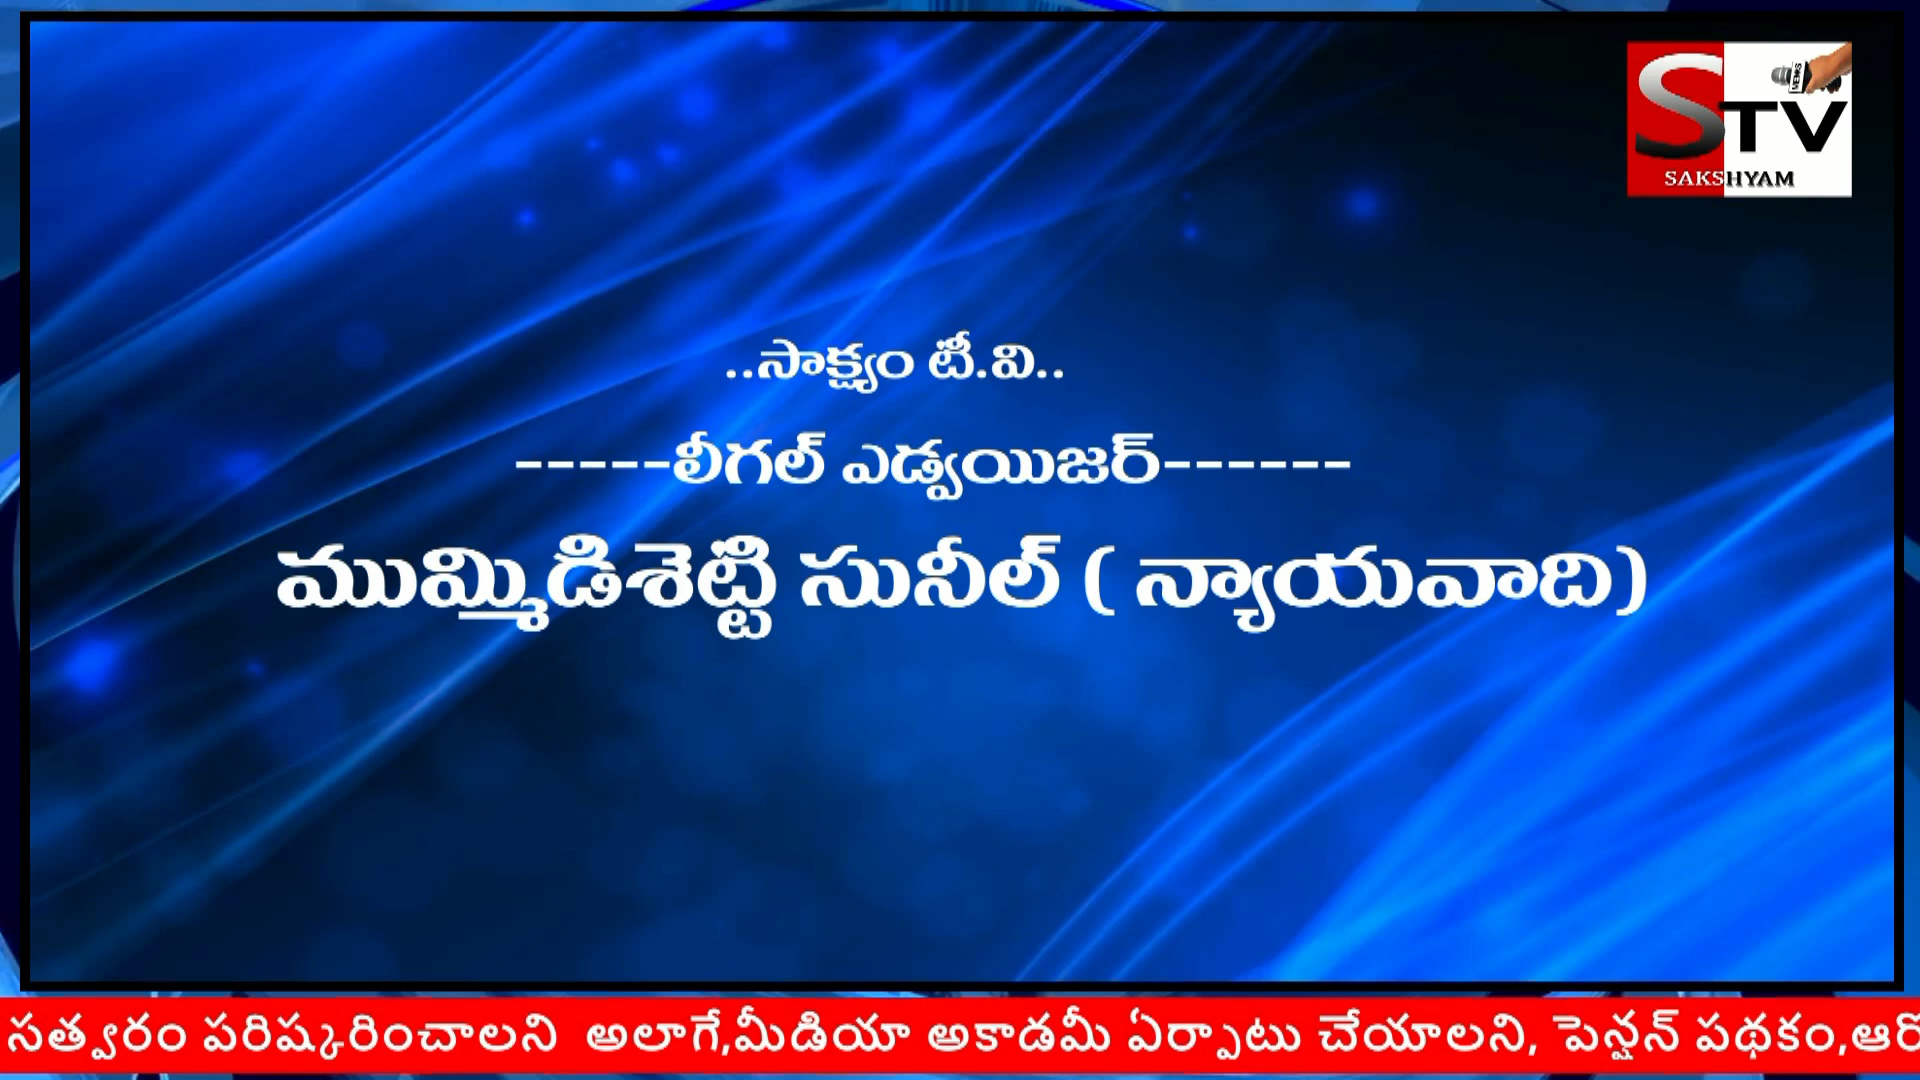 STV
NEWS
SAKSHYAM
..సాక్ష్యం టీ.వి..
-----లీగల్ ఎడ్వయిజర్------
ముమ్మిడిశెట్టి సునీల్ ( న్యాయవాది)
సత్వరం పరిష్కరించాలని అలాగే,మీడియా అకాడమీ ఏర్పాటు చేయాలని, పెన్షన్ పథకం,